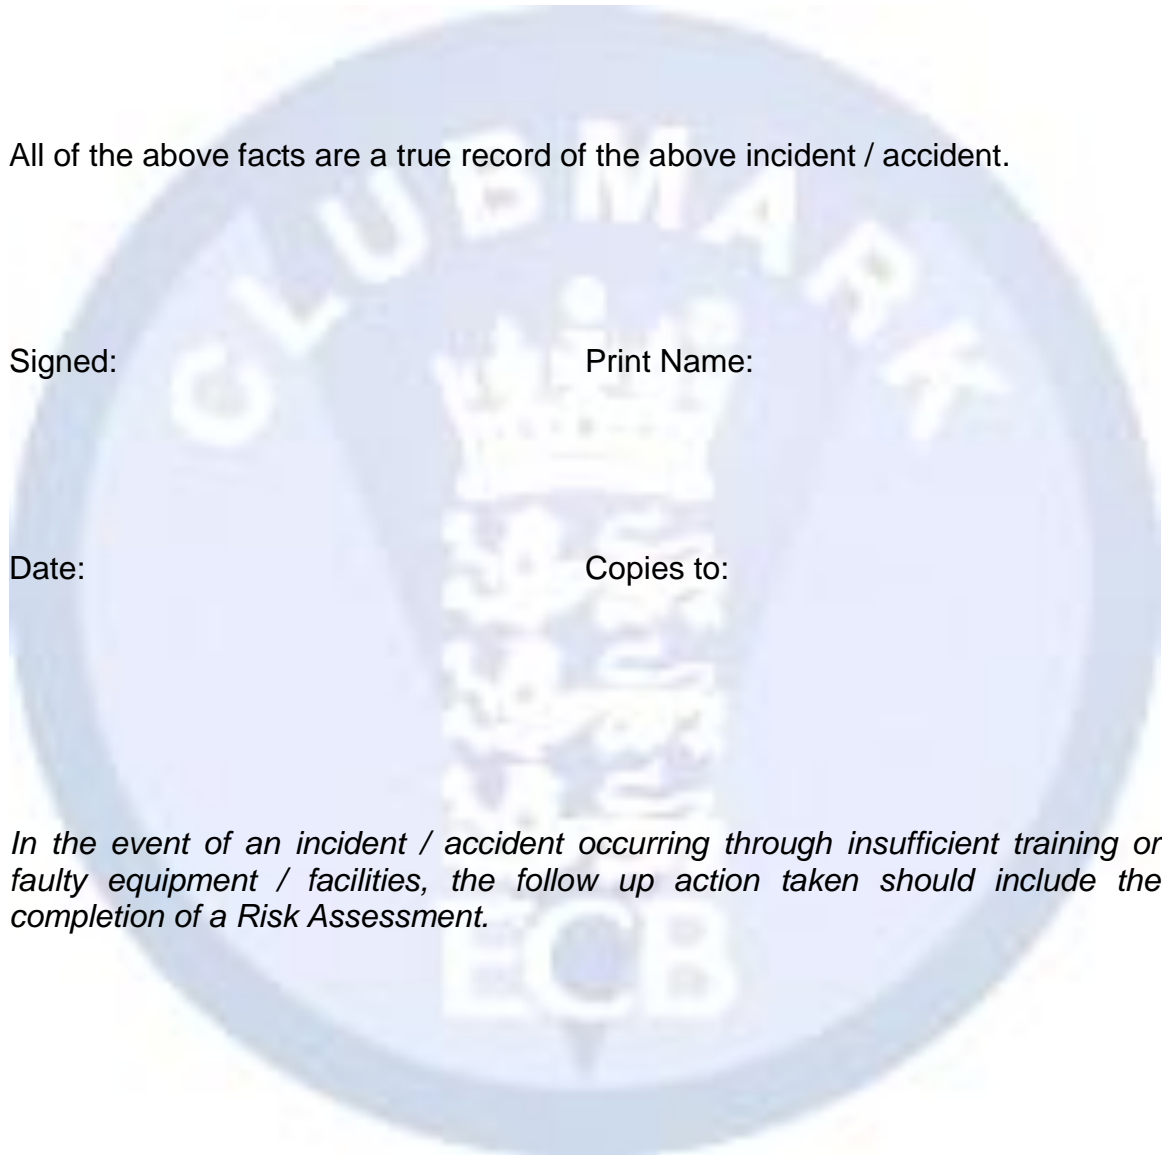 CLUBMARK
All of the above facts are a true record of the above incident / accident.
Signed: Print Name:
Date: Copies to:
In the event of an incident / accident occurring through insufficient training or
faulty equipment / facilities, the follow up action taken should include the
completion of a Risk Assessment.
ECB